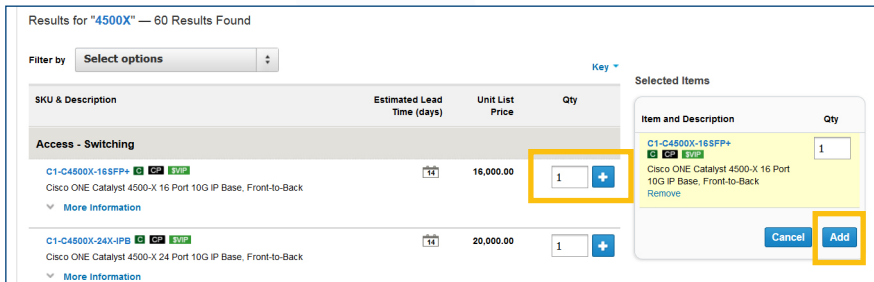 Results for "4500X" — 60 Results Found
Filter by Select options
Key
SKU & Description Estimated Lead Time (days) Unit List Price Qty
Access - Switching
C1-C4500X-16SFP+ C CP $VIP 14 16,000.00 1 +
Cisco ONE Catalyst 4500-X 16 Port 10G IP Base, Front-to-Back
More Information
C1-C4500X-24X-IPB C CP $VIP 14 20,000.00 1 +
Cisco ONE Catalyst 4500-X 24 Port 10G IP Base, Front-to-Back
More Information
Selected Items
Item and Description Qty
C1-C4500X-16SFP+ 1
C CP $VIP
Cisco ONE Catalyst 4500-X 16 Port
10G IP Base, Front-to-Back
Remove
Cancel Add